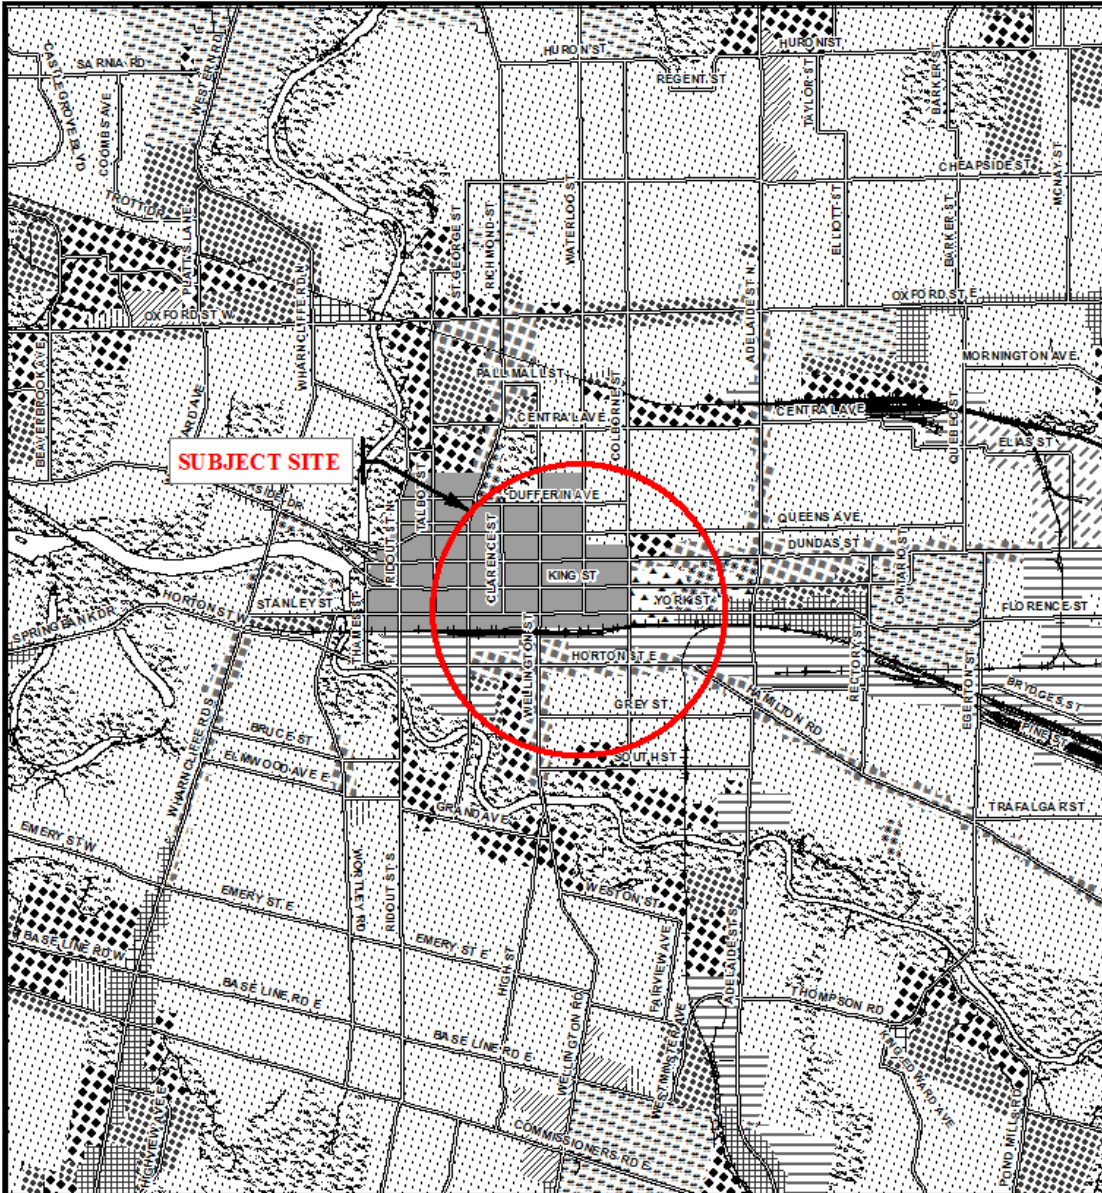 HURON ST
HURON ST
SARNIA RD
WESTERN RD
CASTLEGROVE BLVD
COOMBS AVE
REGENT ST
TAYLOR ST
BARKER ST
CHEAPSIDE ST
MCNAY ST
TROTT DR
PLATTS LANE
ST GEORGE ST
RICHMOND ST
WATERLOO ST
ELLIOTT ST
BARKER ST
WHARNCLIFFE RD N
ADELAIDE ST N
OXFORD ST E
OXFORD ST W
BEAVERBROOK AVE
PALL MALL ST
MORNINGTON AVE
COLBORNE ST
CENTRAL AVE
CENTRAL AVE
QUEBEC ST
ELIAS ST
SUBJECT SITE
TALBOT ST
DUFFERIN AVE
RIDOUT ST N
CLARENCE ST
QUEENS AVE
DUNDAS ST
ONTARIO ST
KING ST
YORK ST
FLORENCE ST
HORTON ST W
STANLEY ST
SPRINGBANK DR
THAMES ST
WELLINGTON ST
HORTON ST E
RECTORY ST
EGERTON ST
BRYDGES ST
PINE ST
GREY ST
HAMILTON RD
WHARNCLIFFE RD S
BRUCE ST
ELMWOOD AVE E
SOUTH ST
GRAND AVE
TRAFALGAR ST
EMERY ST W
WORTLEY RD
RIDOUT ST S
EMERY ST E
WESTON ST
EMERY ST E
HIGH ST
FAIRVIEW AVE
ADELAIDE ST S
BASE LINE RD W
BASE LINE RD E
THOMPSON RD
BASE LINE RD E
WELLINGTON RD
WESTMINSTER AVE
KING EDWARD AVE
COMMISSIONERS RD E
HIGHVIEW AVE E
POND MILLS RD